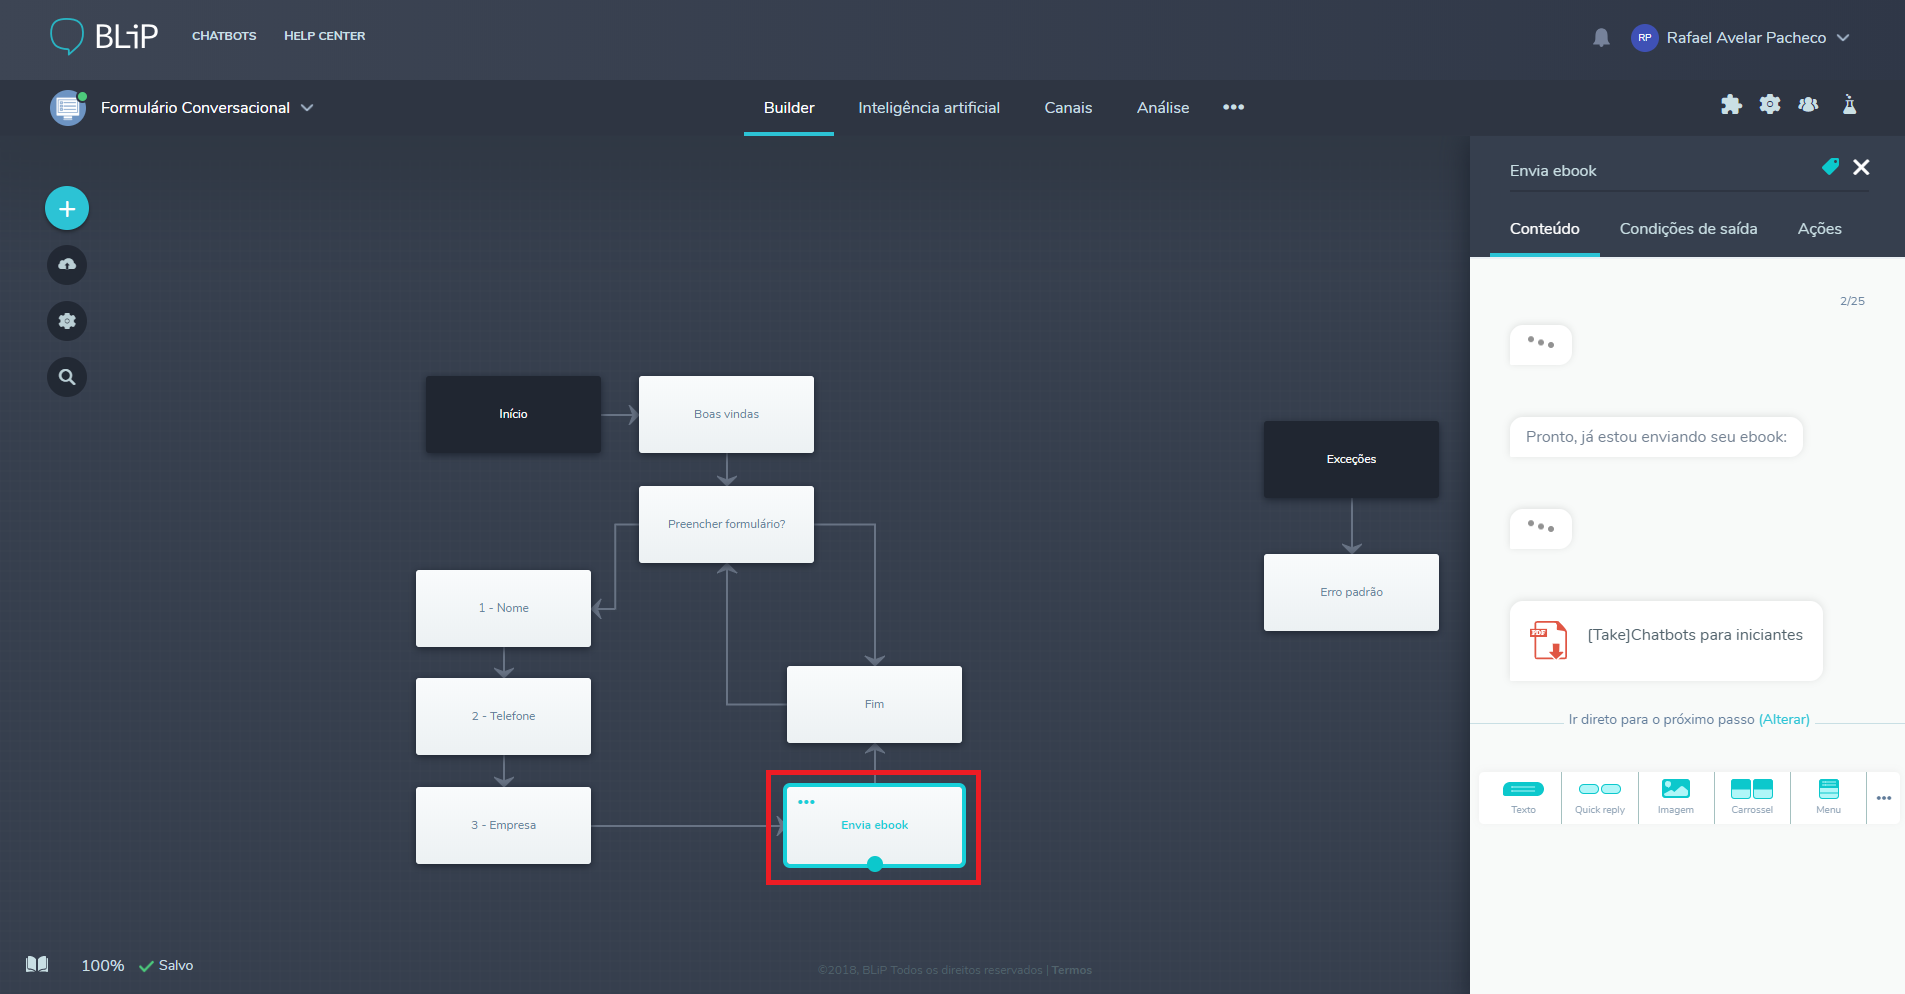 BLiP
CHATBOTS
HELP CENTER
RP
Rafael Avelar Pacheco
Formulário Conversacional
Builder
Inteligência artificial
Canais
Análise
Envia ebook
Conteúdo
Condições de saída
Ações
2/25
Pronto, já estou enviando seu ebook:
PDF
[Take]Chatbots para iniciantes
Ir direto para o próximo passo (Alterar)
Texto
Quick reply
Imagem
Carrossel
Menu
Início
Boas vindas
Preencher formulário?
1 - Nome
2 - Telefone
3 - Empresa
Fim
Envia ebook
Exceções
Erro padrão
100%
Salvo
©2018, BLiP Todos os direitos reservados | Termos